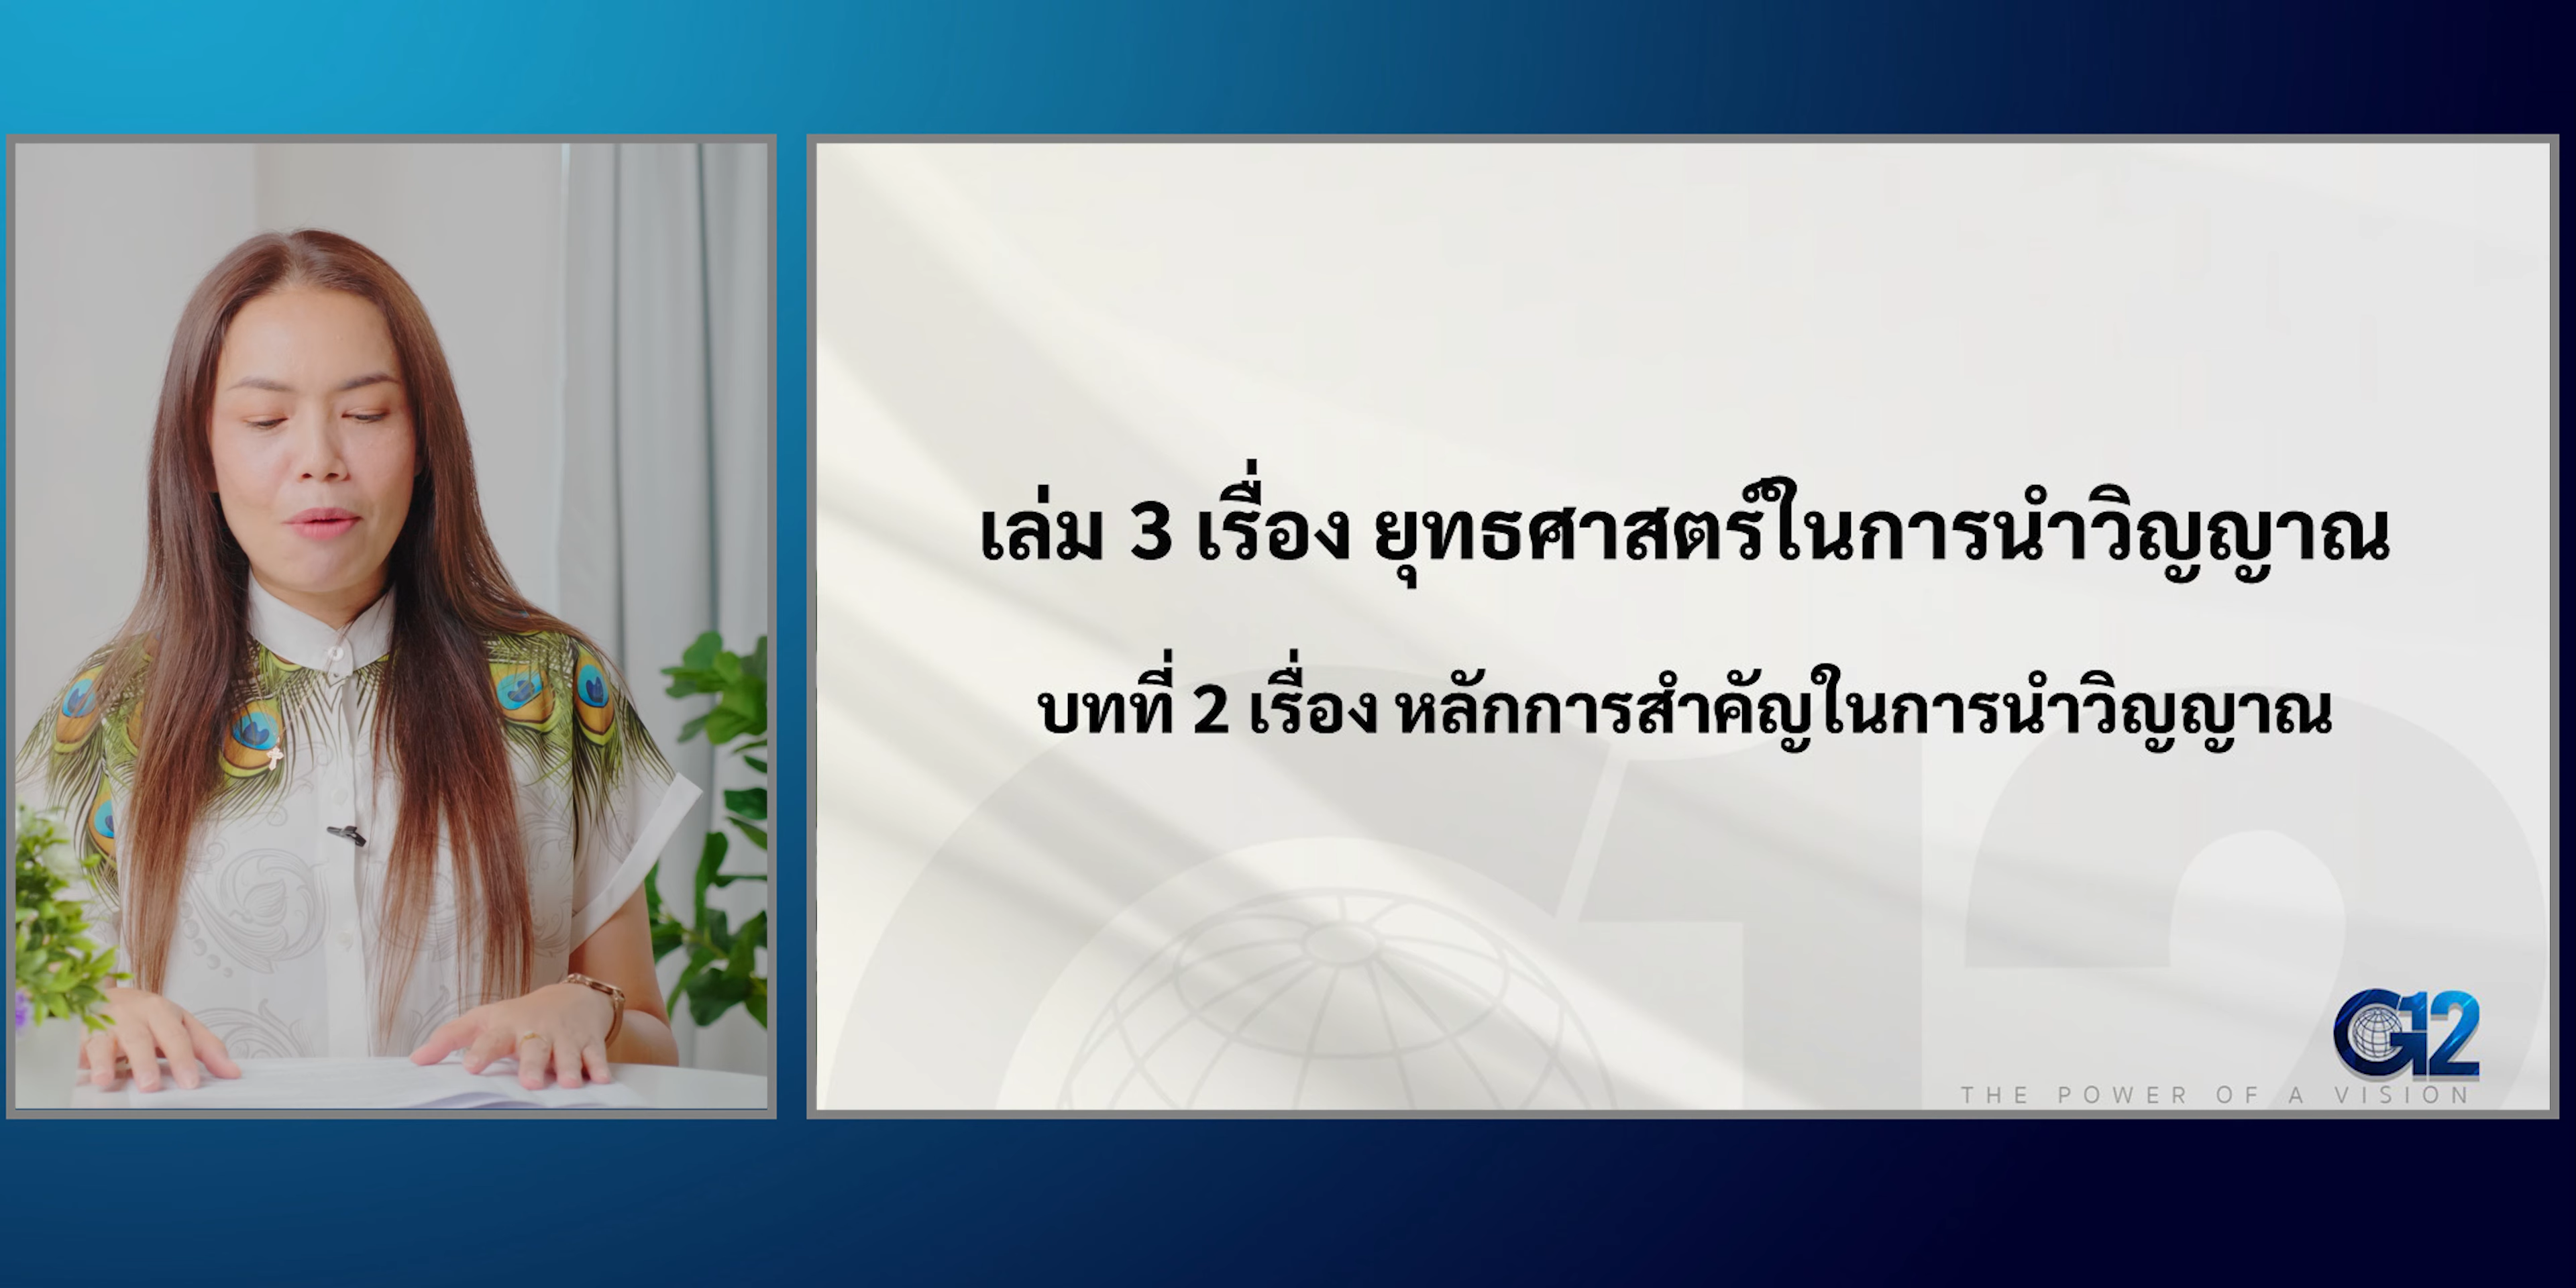 เล่ม 3 เรื่อง ยุทธศาสตร์ในการนำวิญญาณ
บทที่ 2 เรื่อง หลักการสำคัญในการนำวิญญาณ
G12
THE POWER OF A VISION